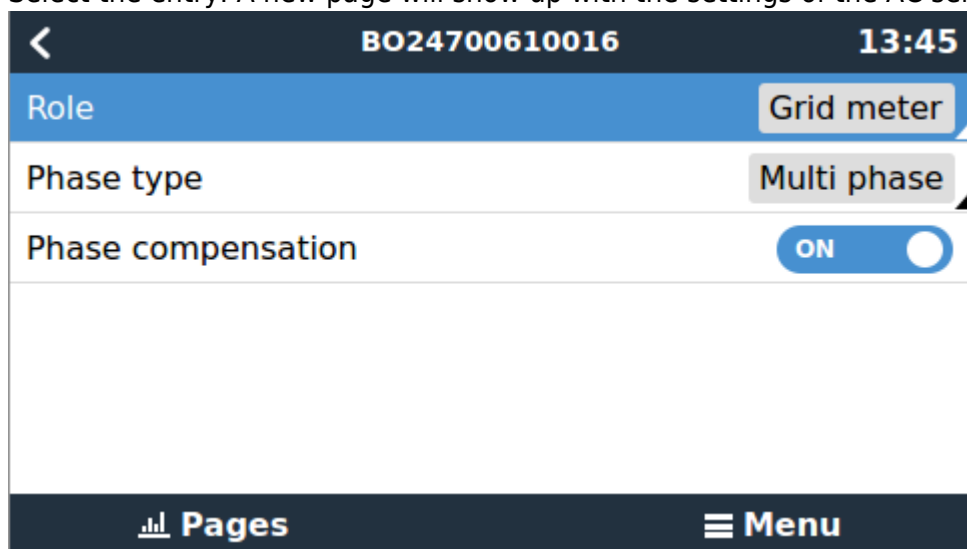 BO24700610016 13:45
Role Grid meter
Phase type Multi phase
Phase compensation ON
Pages Menu